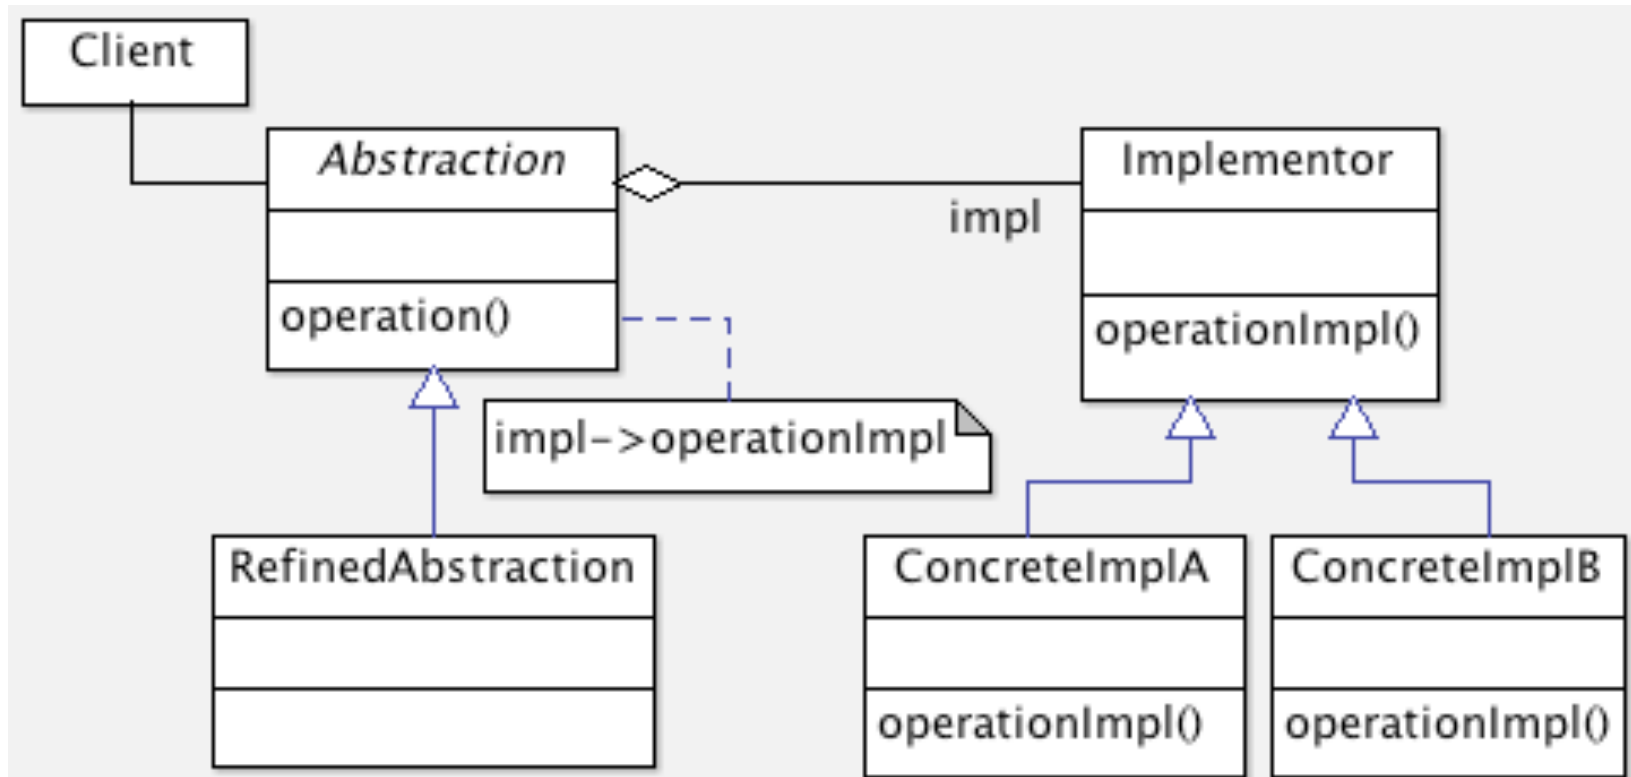 Client
Abstraction
Implementor
impl
operation()
operationImpl()
impl->operationImpl
RefinedAbstraction
ConcreteImplA
ConcreteImplB
operationImpl()
operationImpl()